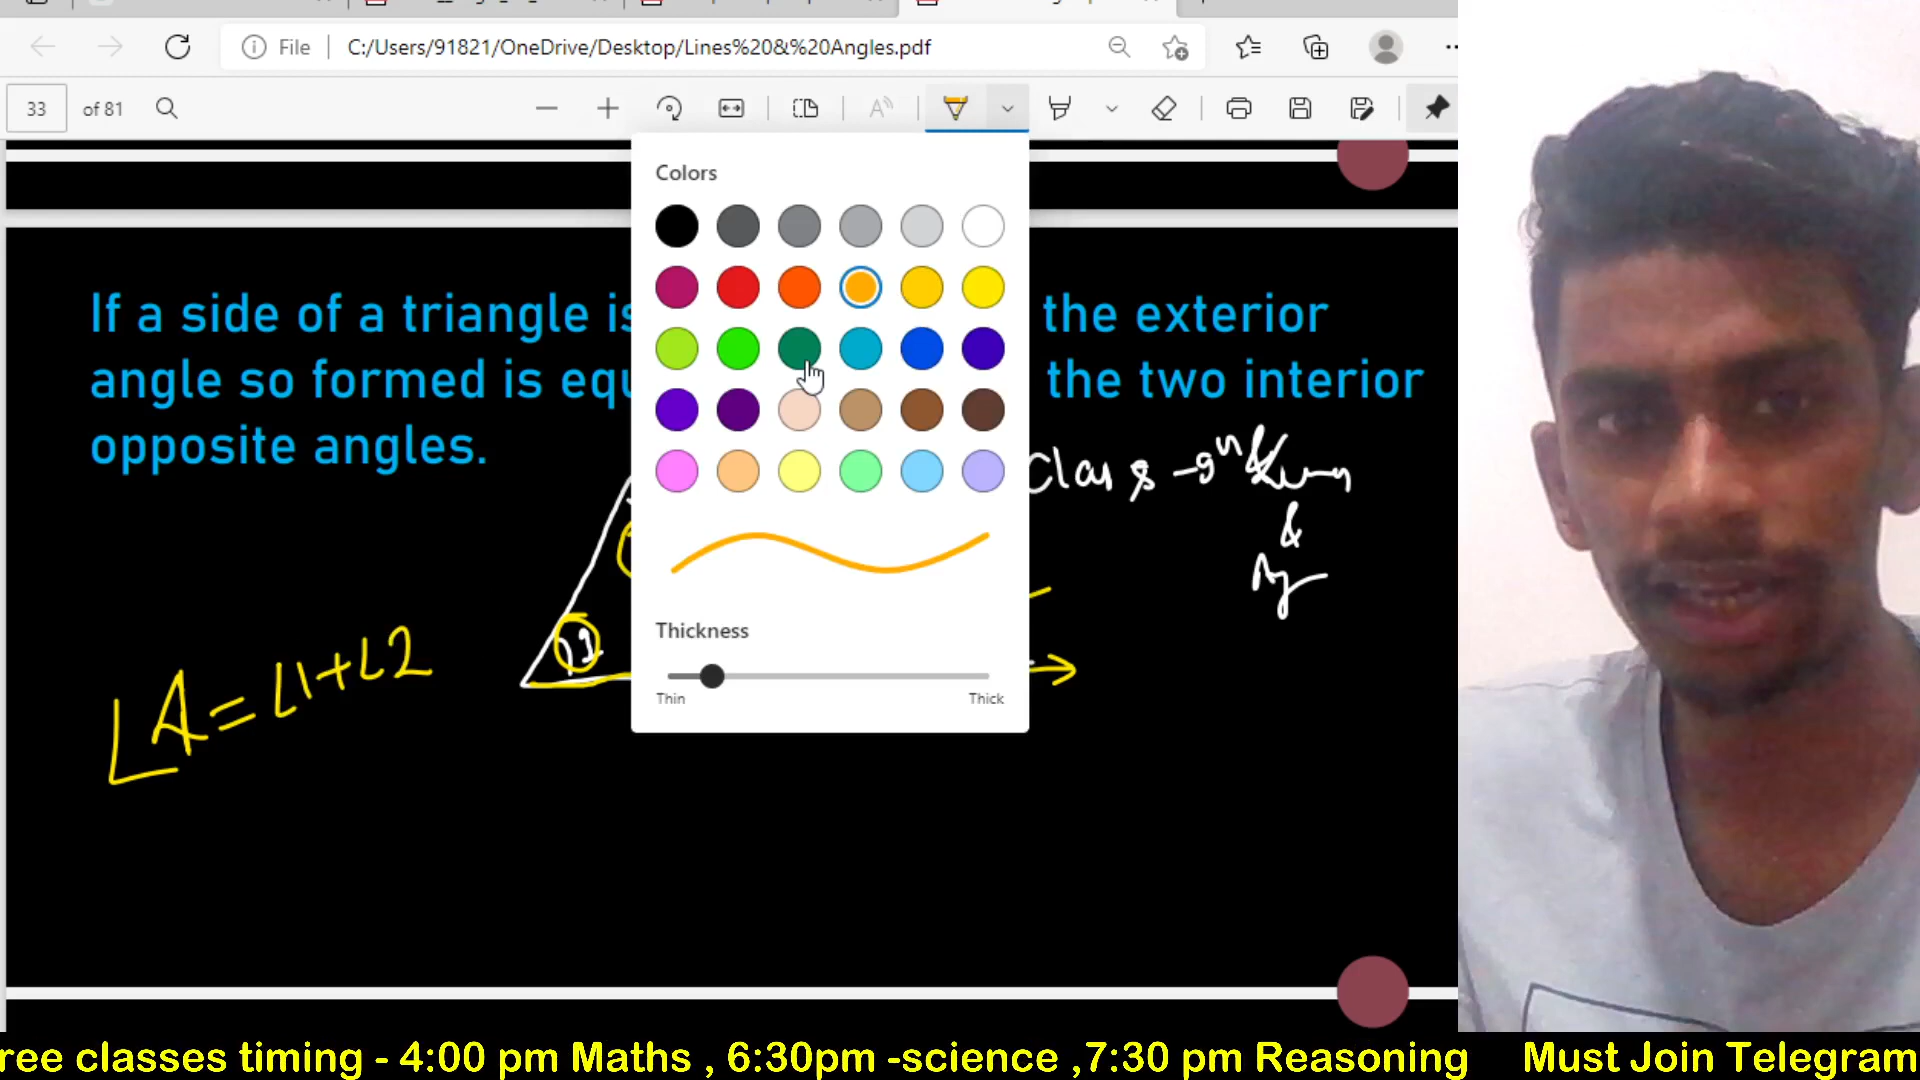 File C:/Users/91821/OneDrive/Desktop/Lines%20&%20Angles.pdf
33 of 81
Colors
If a side of a triangle is the exterior
angle so formed is equ the two interior
opposite angles.
Class -9th
&
∠A=∠1+∠2
Thickness
Thin Thick
ree classes timing - 4:00 pm Maths , 6:30pm -science ,7:30 pm Reasoning Must Join Telegram